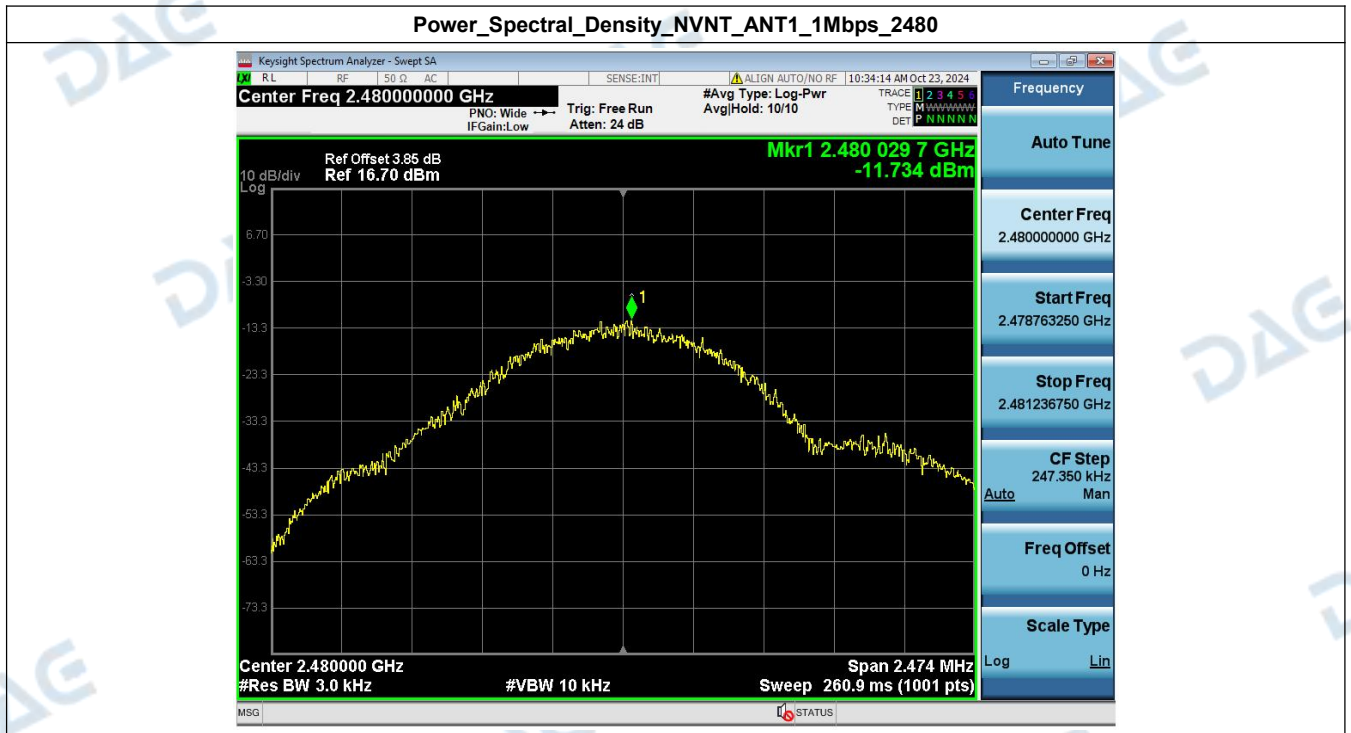 Power_Spectral_Density_NVNT_ANT1_1Mbps_2480
Keysight Spectrum Analyzer - Swept SA
LXI RL RF 50 Ω AC SENSE:INT ALIGN AUTO/NO RF 10:34:14 AM Oct 23, 2024
Center Freq 2.480000000 GHz
PNO: Wide
IFGain:Low
Trig: Free Run
Atten: 24 dB
#Avg Type: Log-Pwr
Avg|Hold: 10/10
TRACE 1 2 3 4 5 6
TYPE M WWWWW
DET P N N N N N
Mkr1 2.480 029 7 GHz
-11.734 dBm
Ref Offset 3.85 dB
10 dB/div Ref 16.70 dBm
Log
6.70
-3.30
-13.3
-23.3
-33.3
-43.3
-53.3
-63.3
-73.3
1
Center 2.480000 GHz Span 2.474 MHz
#Res BW 3.0 kHz #VBW 10 kHz Sweep 260.9 ms (1001 pts)
MSG STATUS
Frequency
Auto Tune
Center Freq
2.480000000 GHz
Start Freq
2.478763250 GHz
Stop Freq
2.481236750 GHz
CF Step
247.350 kHz
Auto Man
Freq Offset
0 Hz
Scale Type
Log Lin
DAG
DAG
DAG